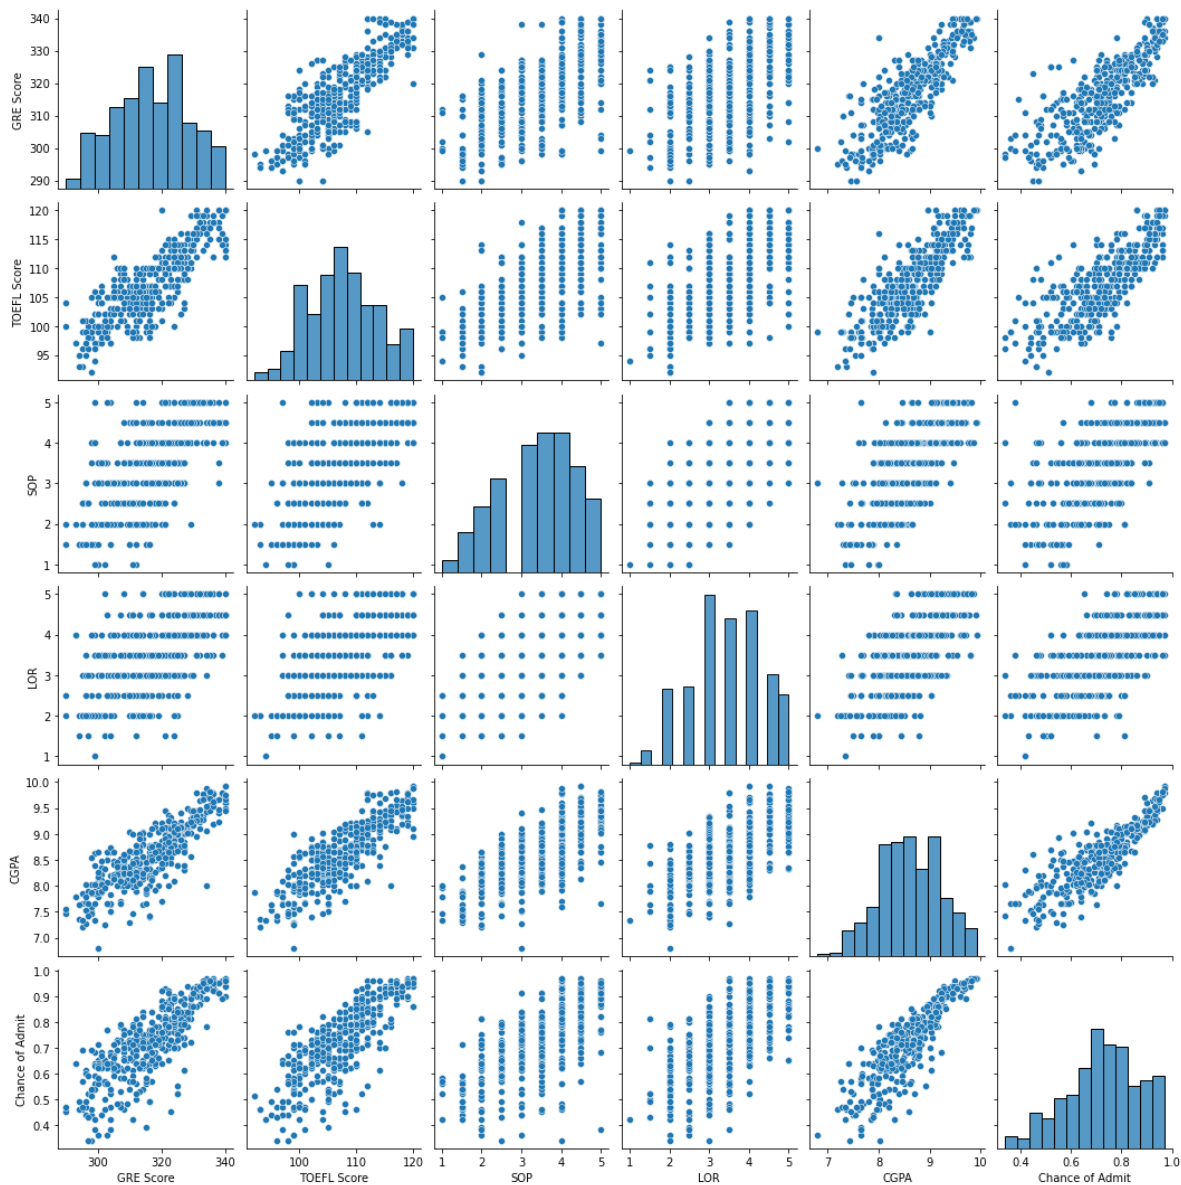 340
330
320
310
300
290
GRE Score
120
115
110
105
100
95
TOEFL Score
5
4
3
2
1
SOP
5
4
3
2
1
LOR
10.0
9.5
9.0
8.5
8.0
7.5
7.0
CGPA
1.0
0.9
0.8
0.7
0.6
0.5
0.4
Chance of Admit
300 320 340
GRE Score
100 110 120
TOEFL Score
1 2 3 4 5
SOP
1 2 3 4 5
LOR
7 8 9 10
CGPA
0.4 0.6 0.8 1.0
Chance of Admit